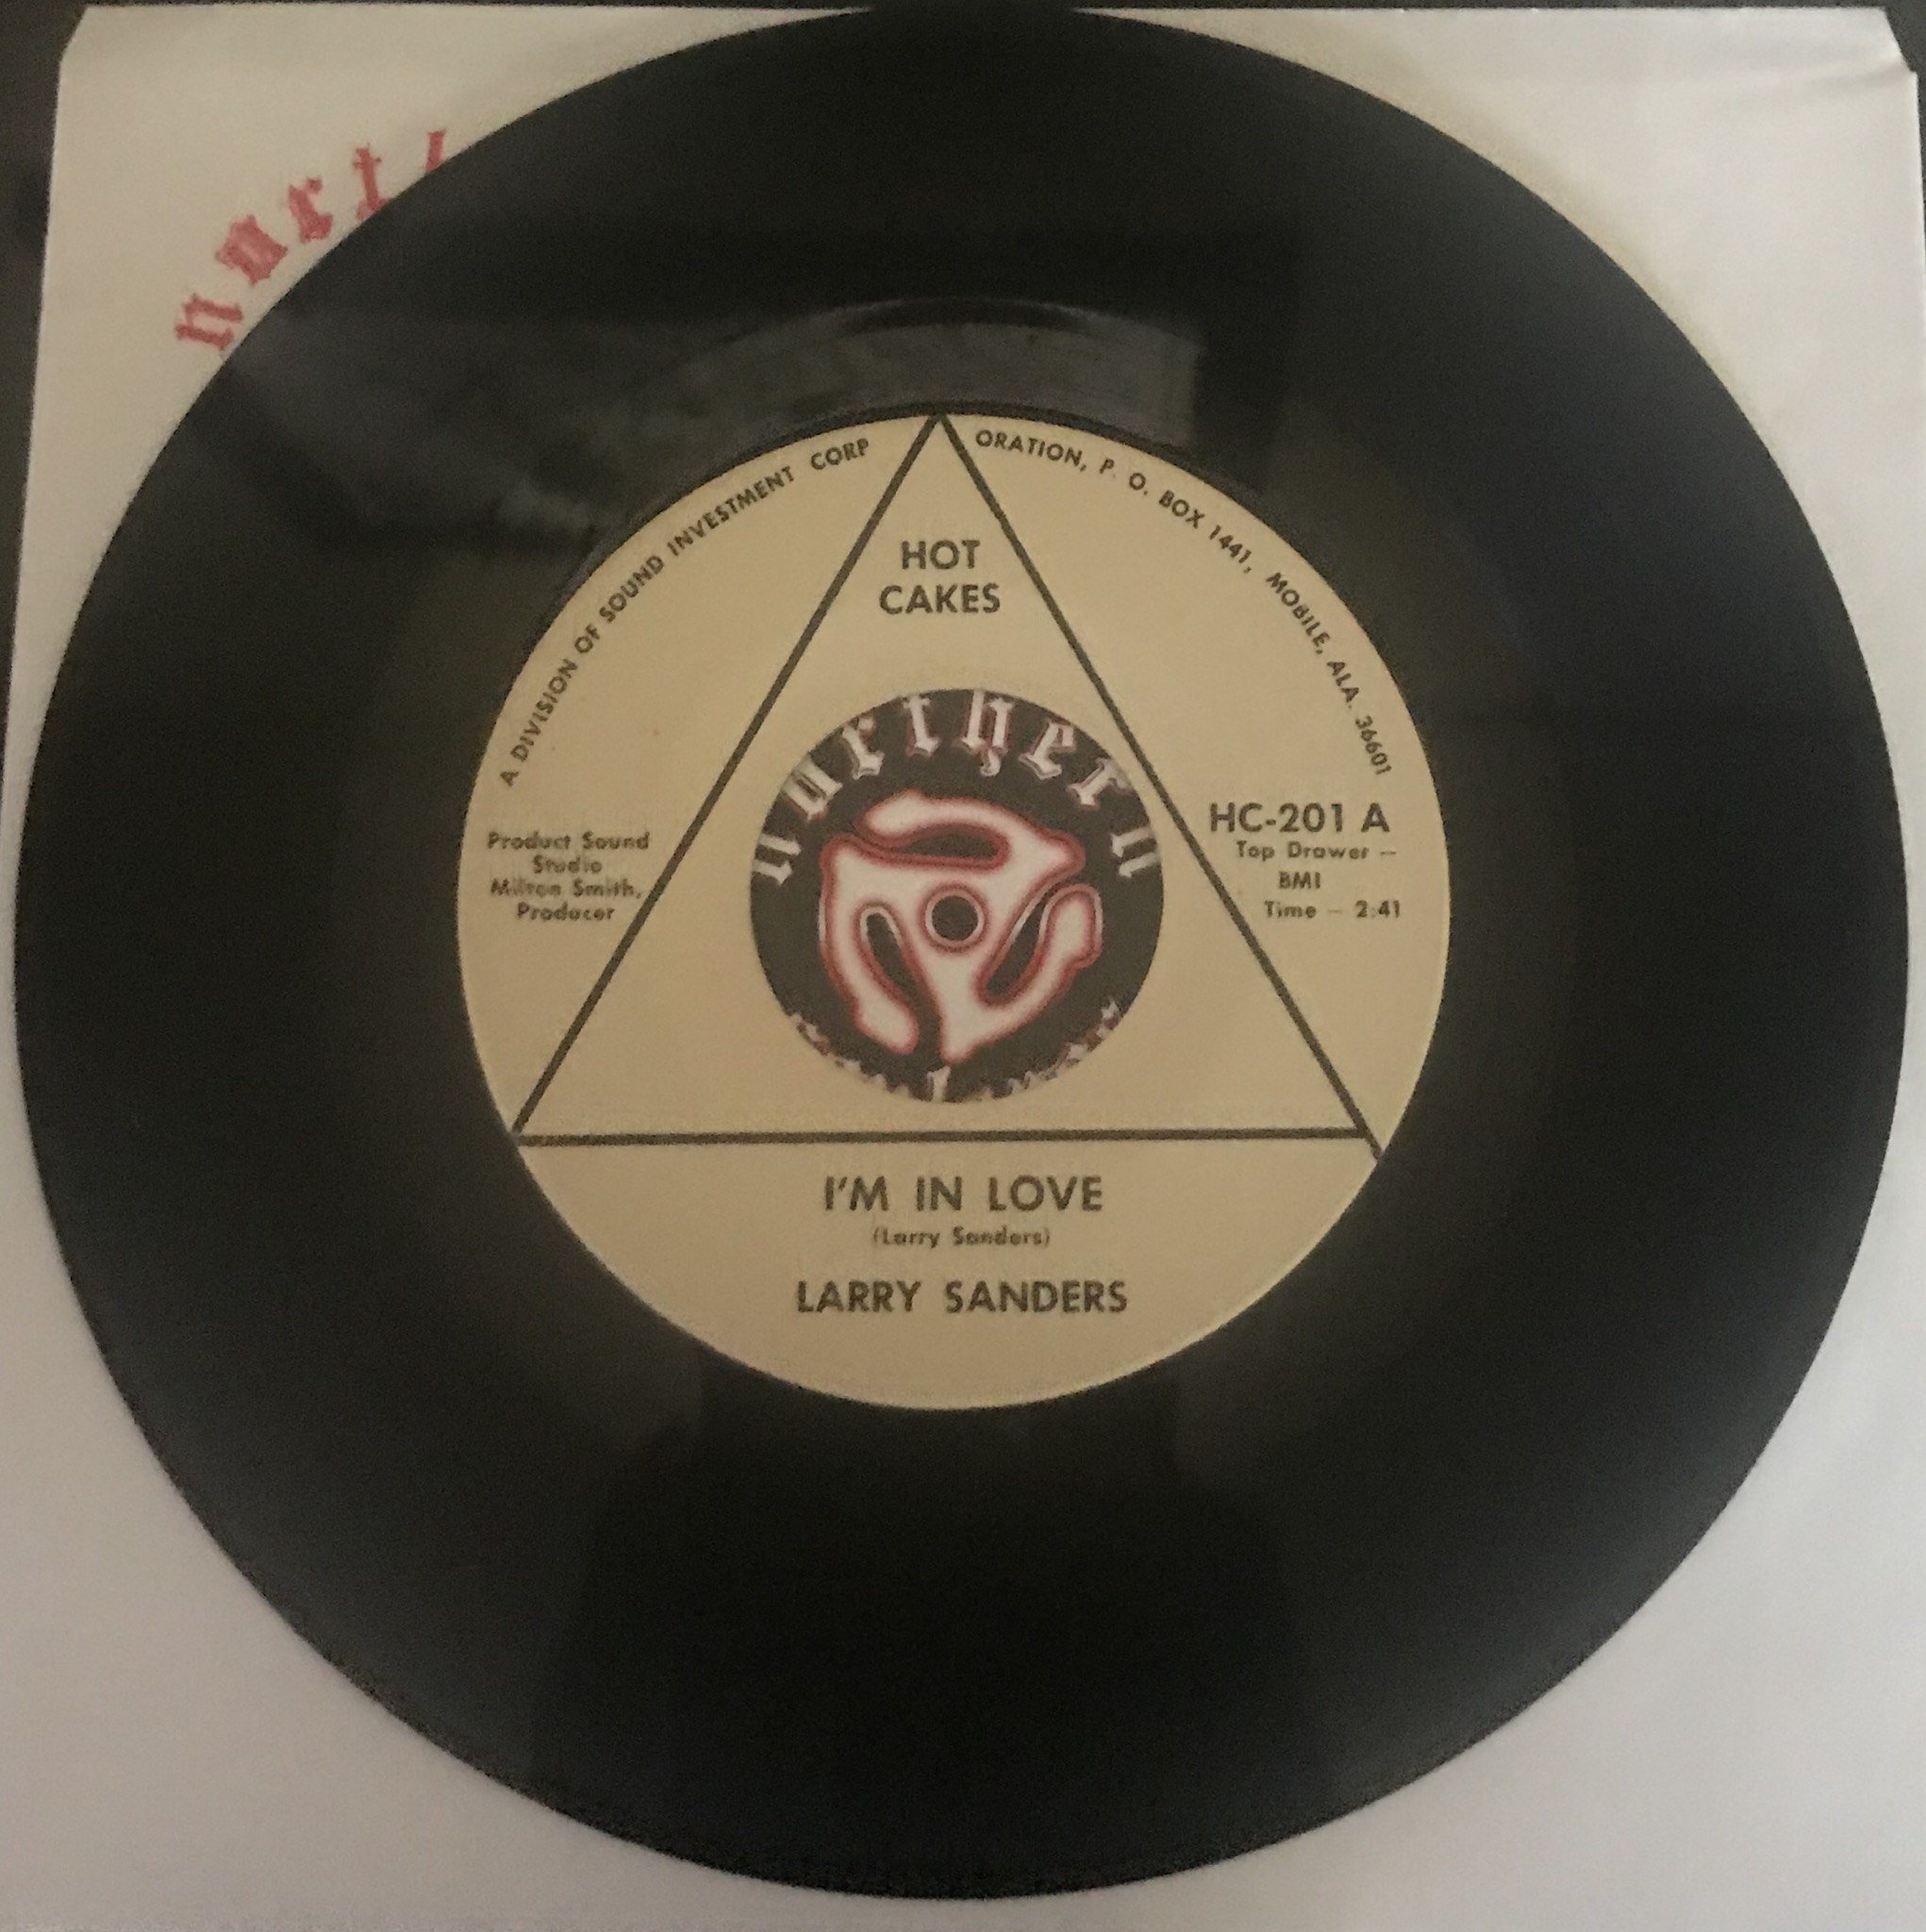 A DIVISION OF SOUND INVESTMENT CORP ORATION, P. O. BOX 1441, MOBILE, ALA. 36601
HOT
CAKES
northern
Product Sound
Studio
Milton Smith,
Producer
HC-201 A
Top Drawer –
BMI
Time – 2:41
I'M IN LOVE
(Larry Sanders)
LARRY SANDERS